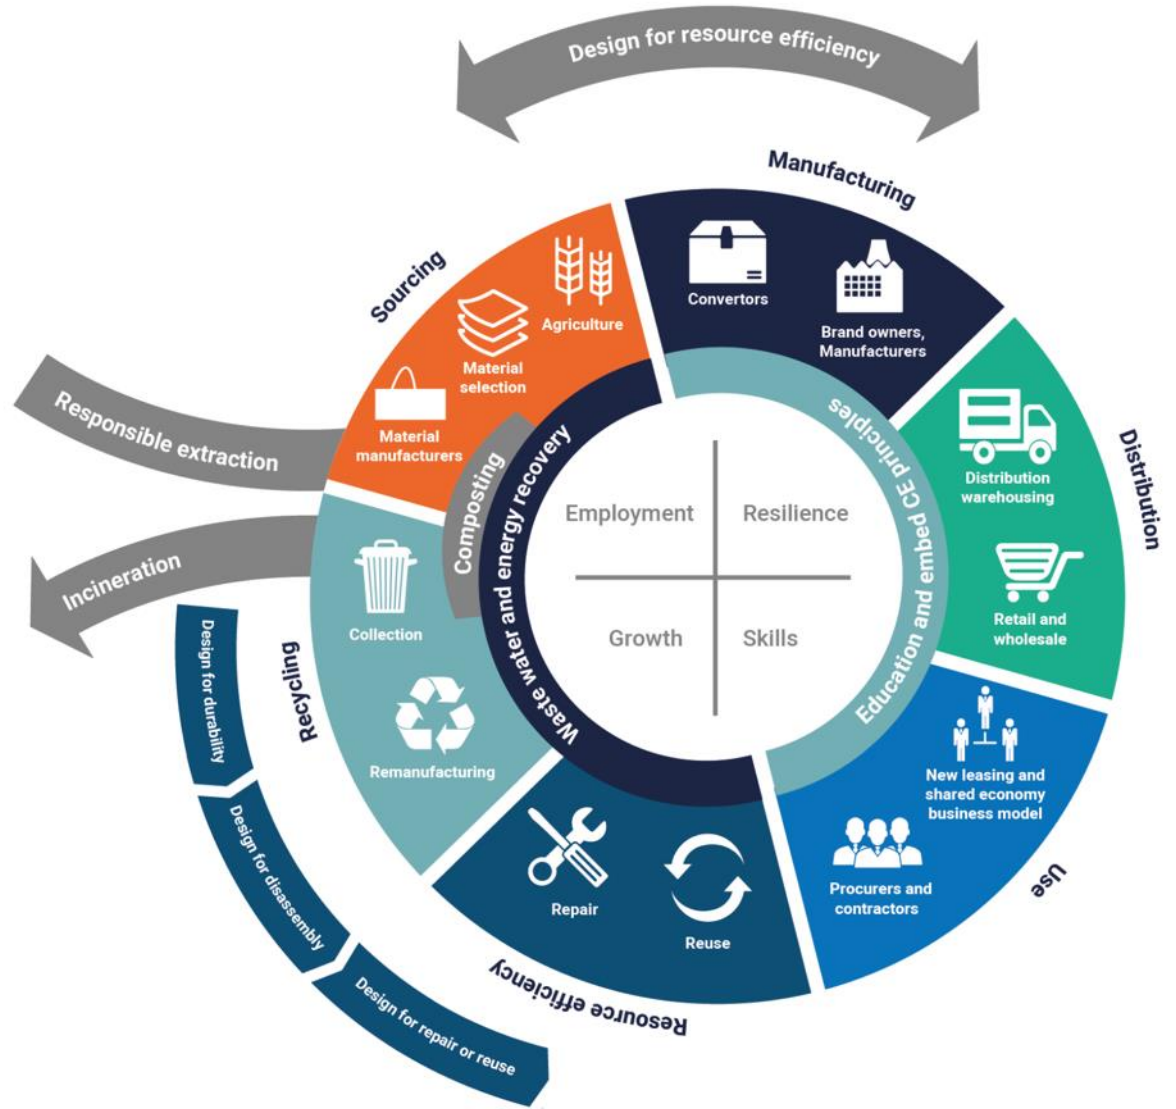 Design for resource efficiency
Manufacturing
Convertors
Brand owners,
Manufacturers
Sourcing
Agriculture
Material
selection
Material
manufacturers
Responsible extraction
Incineration
Composting
Waste water and energy recovery
Education and embed CE principles
Employment
Resilience
Growth
Skills
Distribution
Distribution
warehousing
Retail and
wholesale
Use
New leasing and
shared economy
business model
Procurers and
contractors
Resource efficiency
Repair
Reuse
Recycling
Collection
Remanufacturing
Design for durability
Design for disassembly
Design for repair or reuse